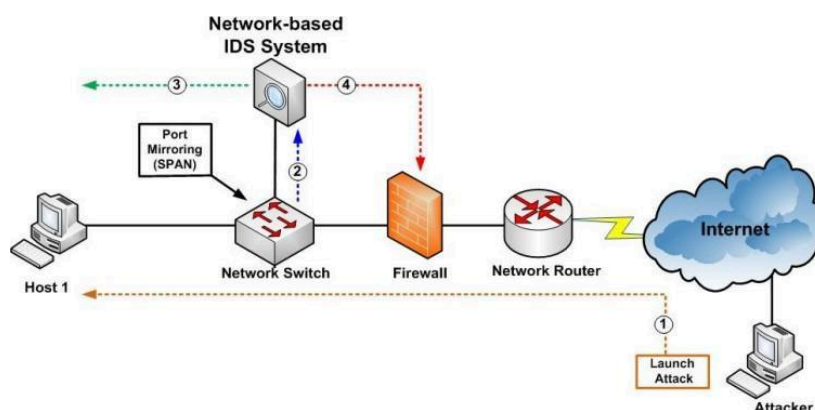 Network-based
IDS System
3
4
Port
Mirroring
(SPAN)
2
Internet
Network Switch
Firewall
Network Router
Host 1
1
Launch
Attack
Attacker